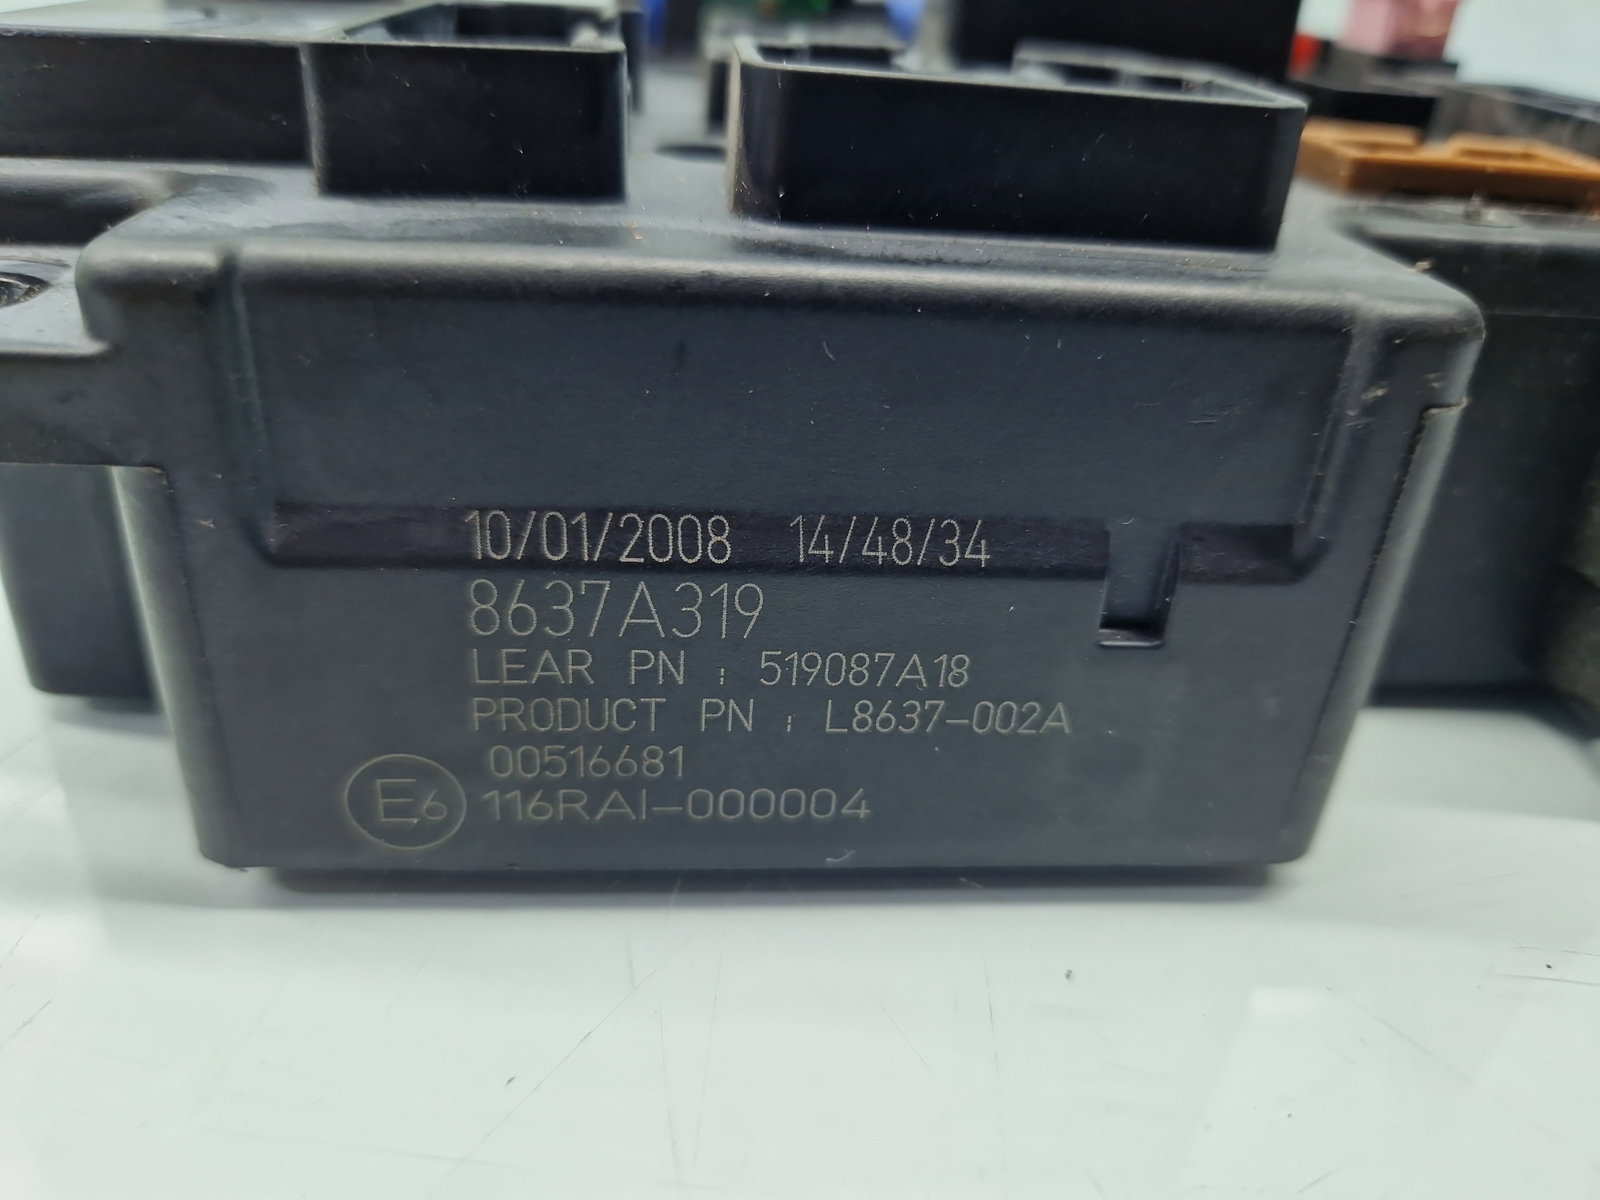 10/01/2008 14/48/34
8637A319
LEAR PN : 519087A18
PRODUCT PN : L8637-002A
00516681
E6 116RAI-000004